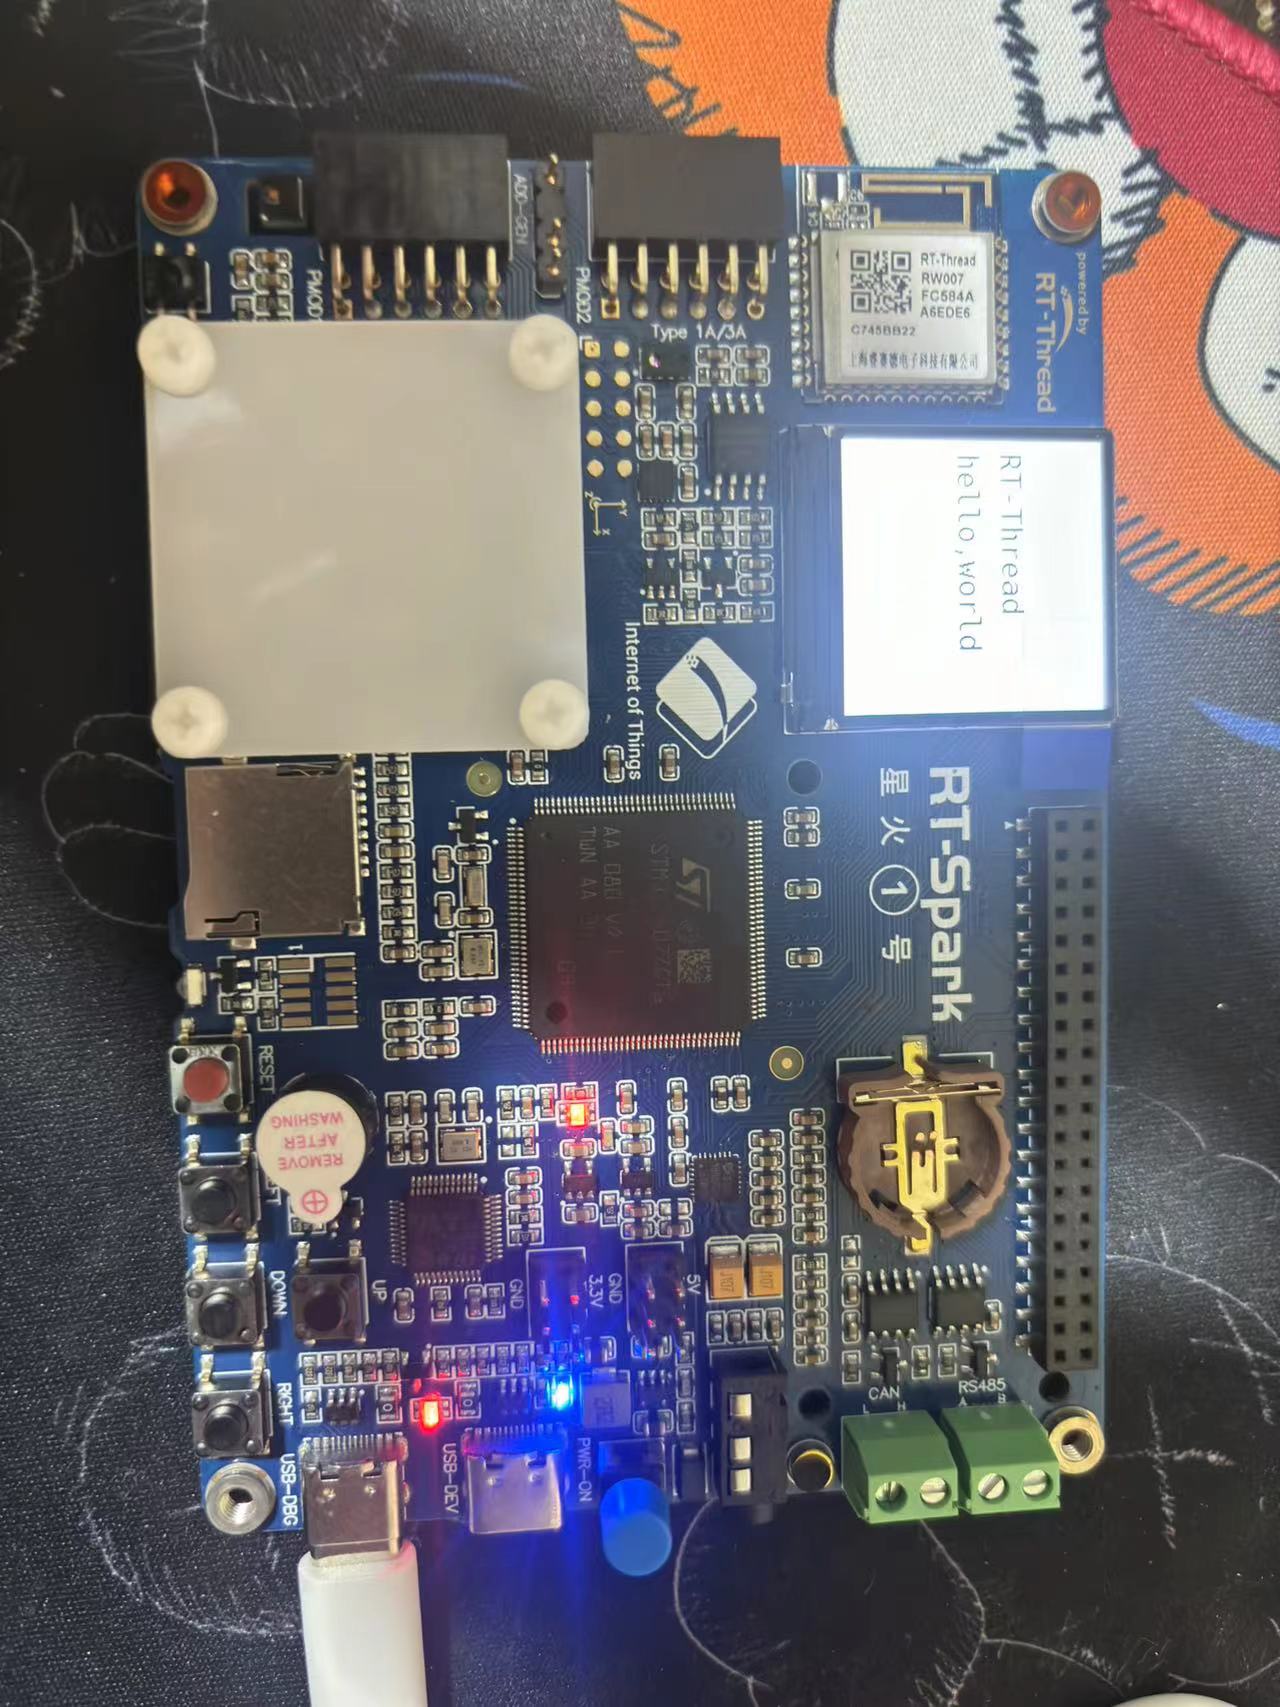 ADC-GEN
PMOD2
Type 1A/3A
RT-Thread
RW007
FC584A
A6EDE6
C745BB22
上海睿赛德电子科技有限公司
powered by
RT-Thread
RT-Thread
hello,world
Internet of Things
RT-Spark
星火1号
RESET
REMOVE
AFTER
WASHING
DOWN
UP
RIGHT
GND
3.3V
GND
5V
J107
J107
CAN
L
H
RS485
A
USB-DBG
USB-DEV
PWR-ON